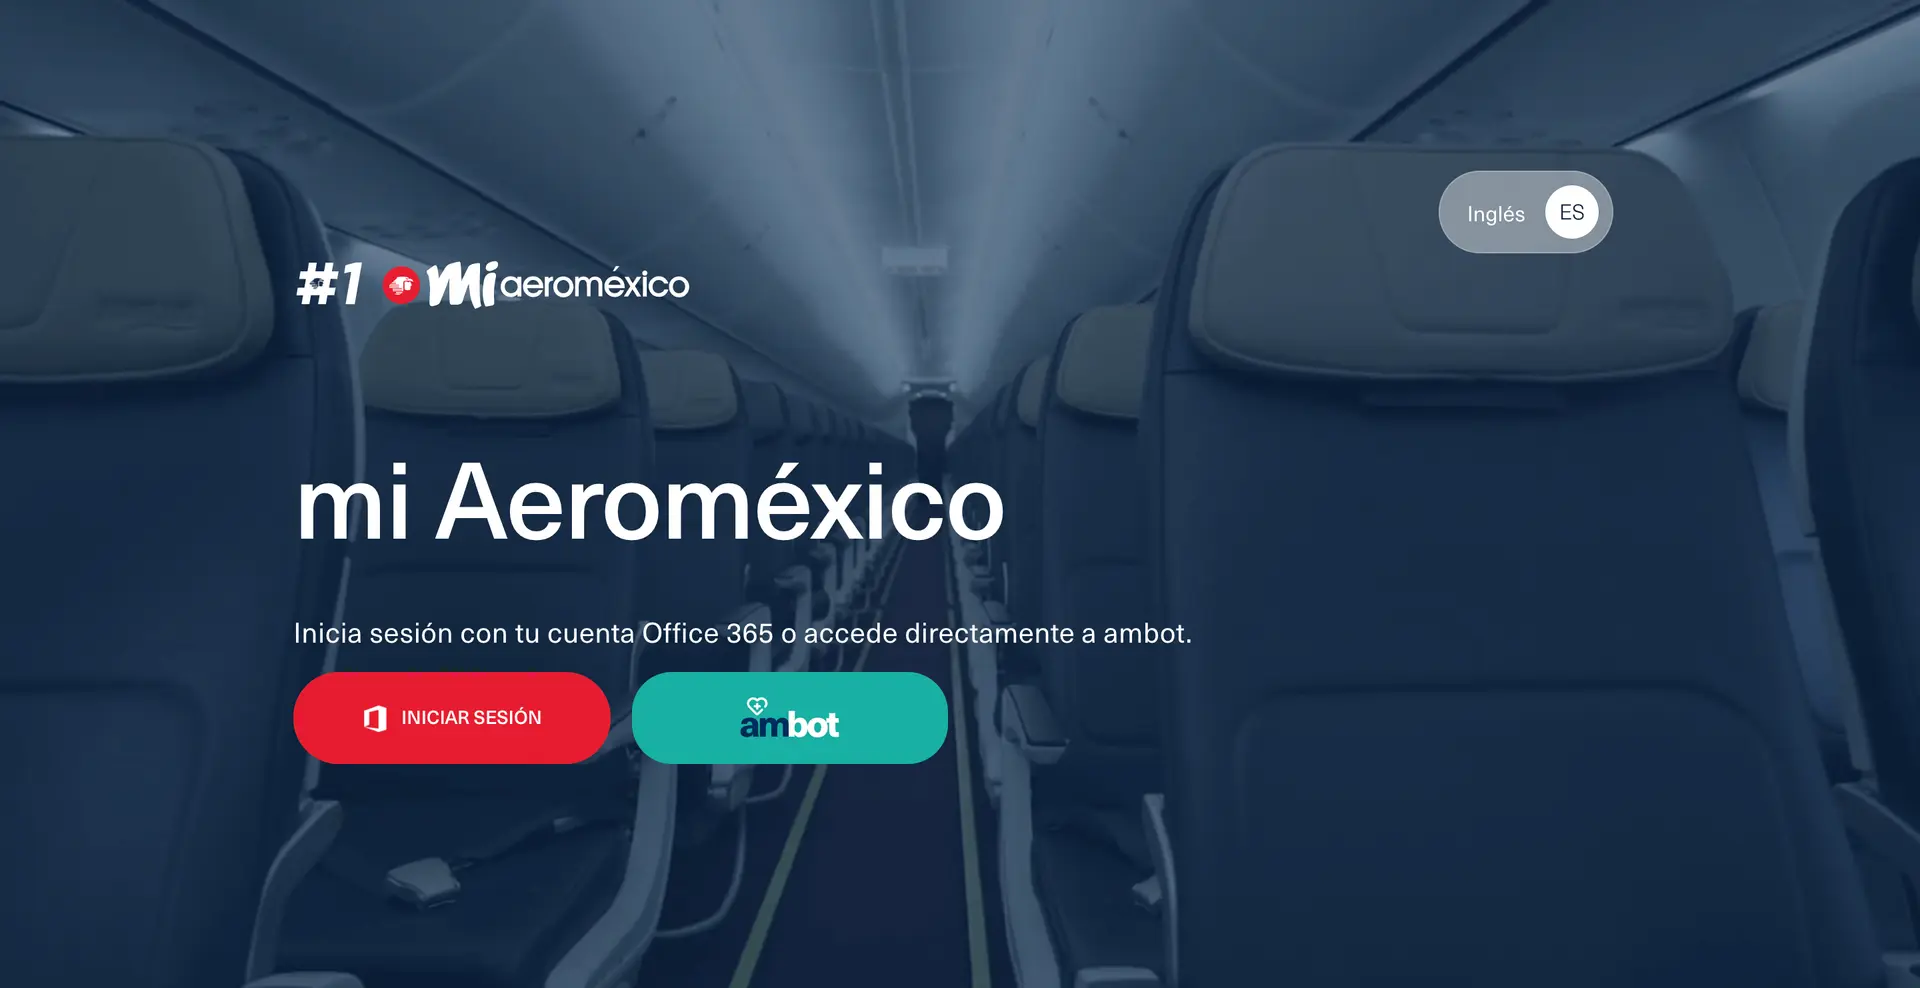 Inglés ES
#1 Mi aeroméxico
mi Aeroméxico
Inicia sesión con tu cuenta Office 365 o accede directamente a ambot.
INICIAR SESIÓN
ambot